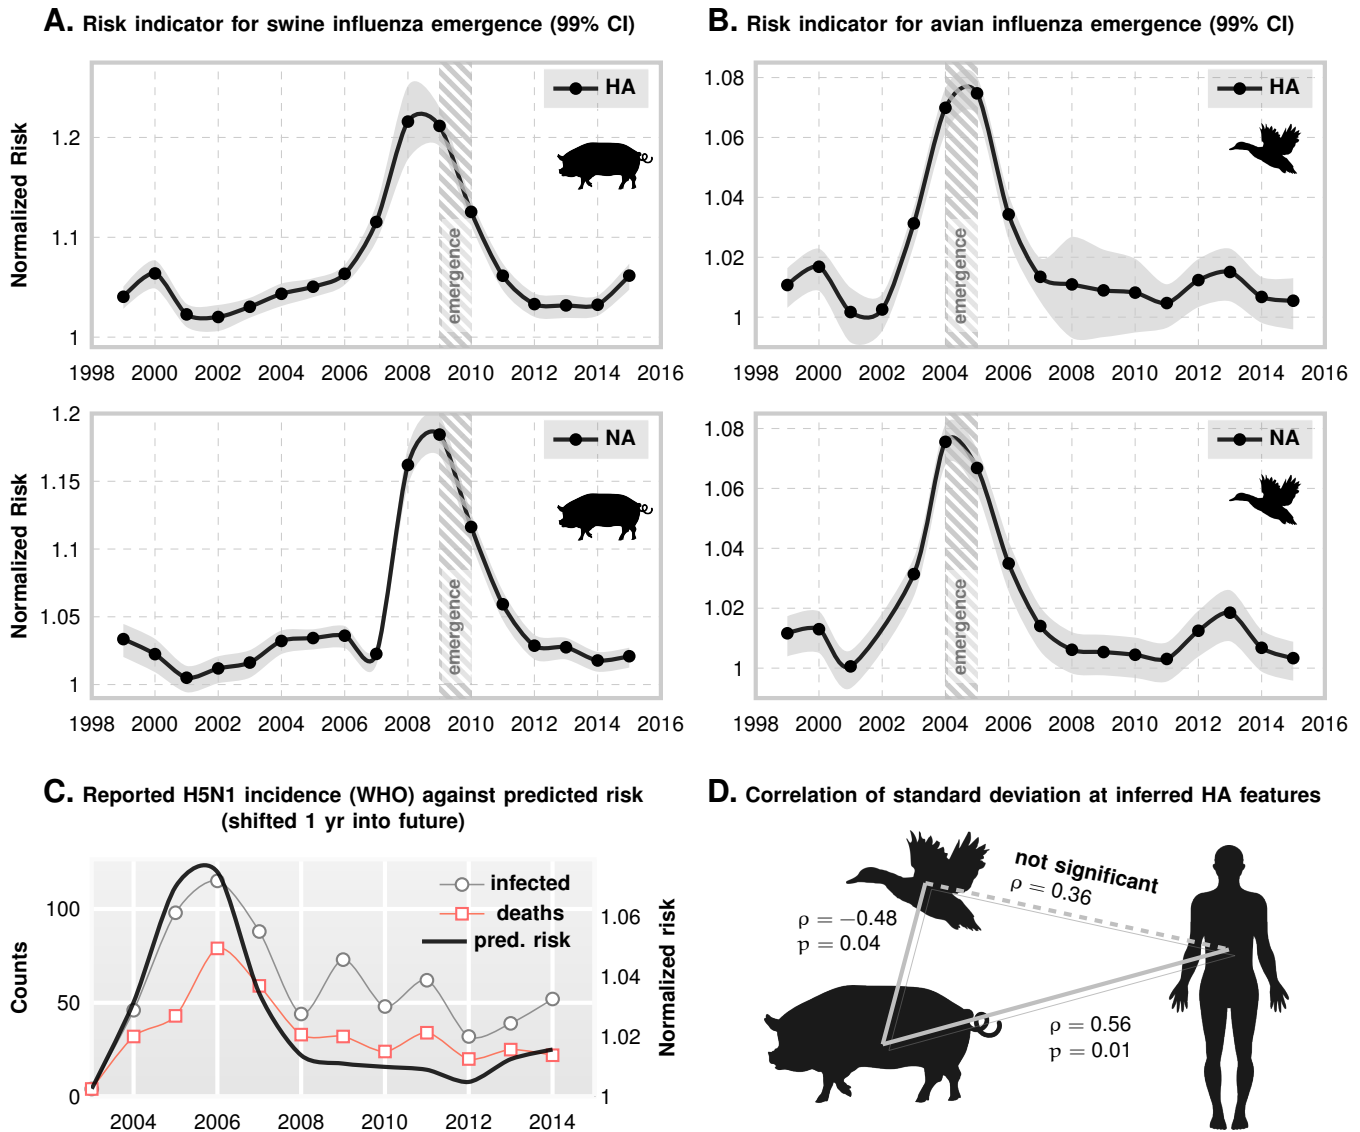 A. Risk indicator for swine influenza emergence (99% CI)
B. Risk indicator for avian influenza emergence (99% CI)
Normalized Risk
1.2
1.1
1
HA
emergence
1998 2000 2002 2004 2006 2008 2010 2012 2014 2016
1.08
1.06
1.04
1.02
1
HA
emergence
1998 2000 2002 2004 2006 2008 2010 2012 2014 2016
Normalized Risk
1.2
1.15
1.1
1.05
1
NA
emergence
1998 2000 2002 2004 2006 2008 2010 2012 2014 2016
1.08
1.06
1.04
1.02
1
NA
emergence
1998 2000 2002 2004 2006 2008 2010 2012 2014 2016
C. Reported H5N1 incidence (WHO) against predicted risk
(shifted 1 yr into future)
Counts
100
50
0
infected
deaths
pred. risk
1.06
1.04
1.02
1
Normalized risk
2004 2006 2008 2010 2012 2014
D. Correlation of standard deviation at inferred HA features
not significant
ρ = 0.36
ρ = −0.48
p = 0.04
ρ = 0.56
p = 0.01